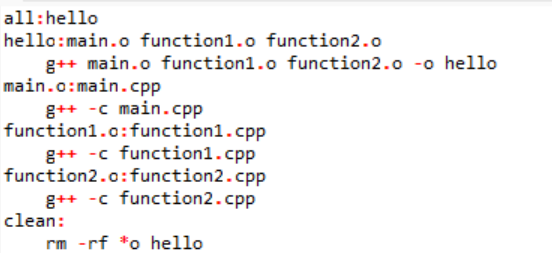 all:hello
hello:main.o function1.o function2.o
    g++ main.o function1.o function2.o -o hello
main.o:main.cpp
    g++ -c main.cpp
function1.o:function1.cpp
    g++ -c function1.cpp
function2.o:function2.cpp
    g++ -c function2.cpp
clean:
    rm -rf *o hello